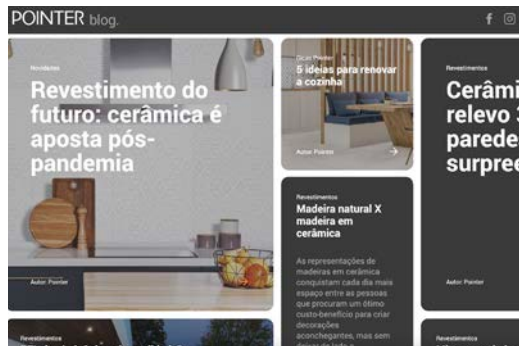 POINTER blog.
Novidades
Revestimento do
futuro: cerâmica é
aposta pós-
pandemia
Autor: Pointer
Dicas Pointer
5 ideias para renovar
a cozinha
Autor: Pointer
Revestimentos
Madeira natural X
madeira em
cerâmica
As representações de
madeiras em cerâmica
conquistam cada dia mais
espaço entre as pessoas
que procuram um ótimo
custo-benefício para criar
decorações
aconchegantes, mas sem
Revestimentos
Cerâmi
relevo
parede
surpree
Autor: Pointer
Revestimentos
Revestimentos